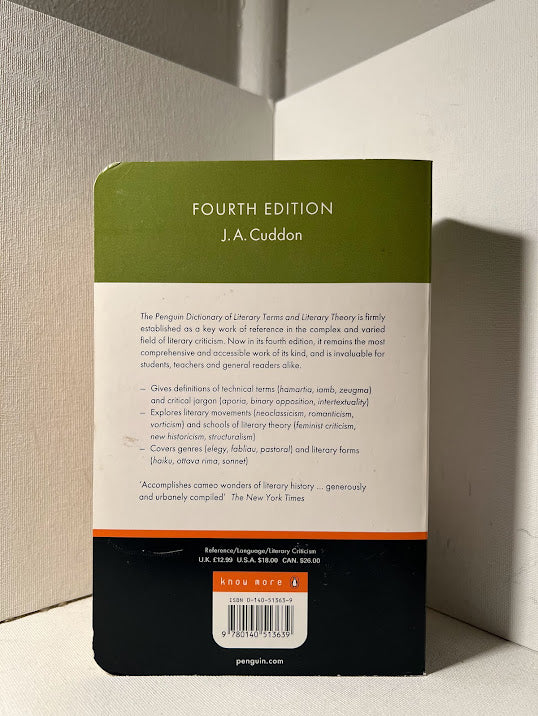 FOURTH EDITION
J. A. Cuddon
The Penguin Dictionary of Literary Terms and Literary Theory is firmly
established as a key work of reference in the complex and varied
field of literary criticism. Now in its fourth edition, it remains the most
comprehensive and accessible work of its kind, and is invaluable for
students, teachers and general readers alike.
– Gives definitions of technical terms (hamartia, iamb, zeugma)
and critical jargon (aporia, binary opposition, intertextuality)
– Explores literary movements (neoclassicism, romanticism,
vorticism) and schools of literary theory (feminist criticism,
new historicism, structuralism)
– Covers genres (elegy, fabliau, pastoral) and literary forms
(haiku, ottava rima, sonnet)
'Accomplishes cameo wonders of literary history ... generously
and urbanely compiled' The New York Times
Reference/Language/Literary Criticism
U.K. £12.99 U.S.A. $18.00 CAN. $26.00
know more
ISBN 0-140-51363-9
9 780140 513639
penguin.com